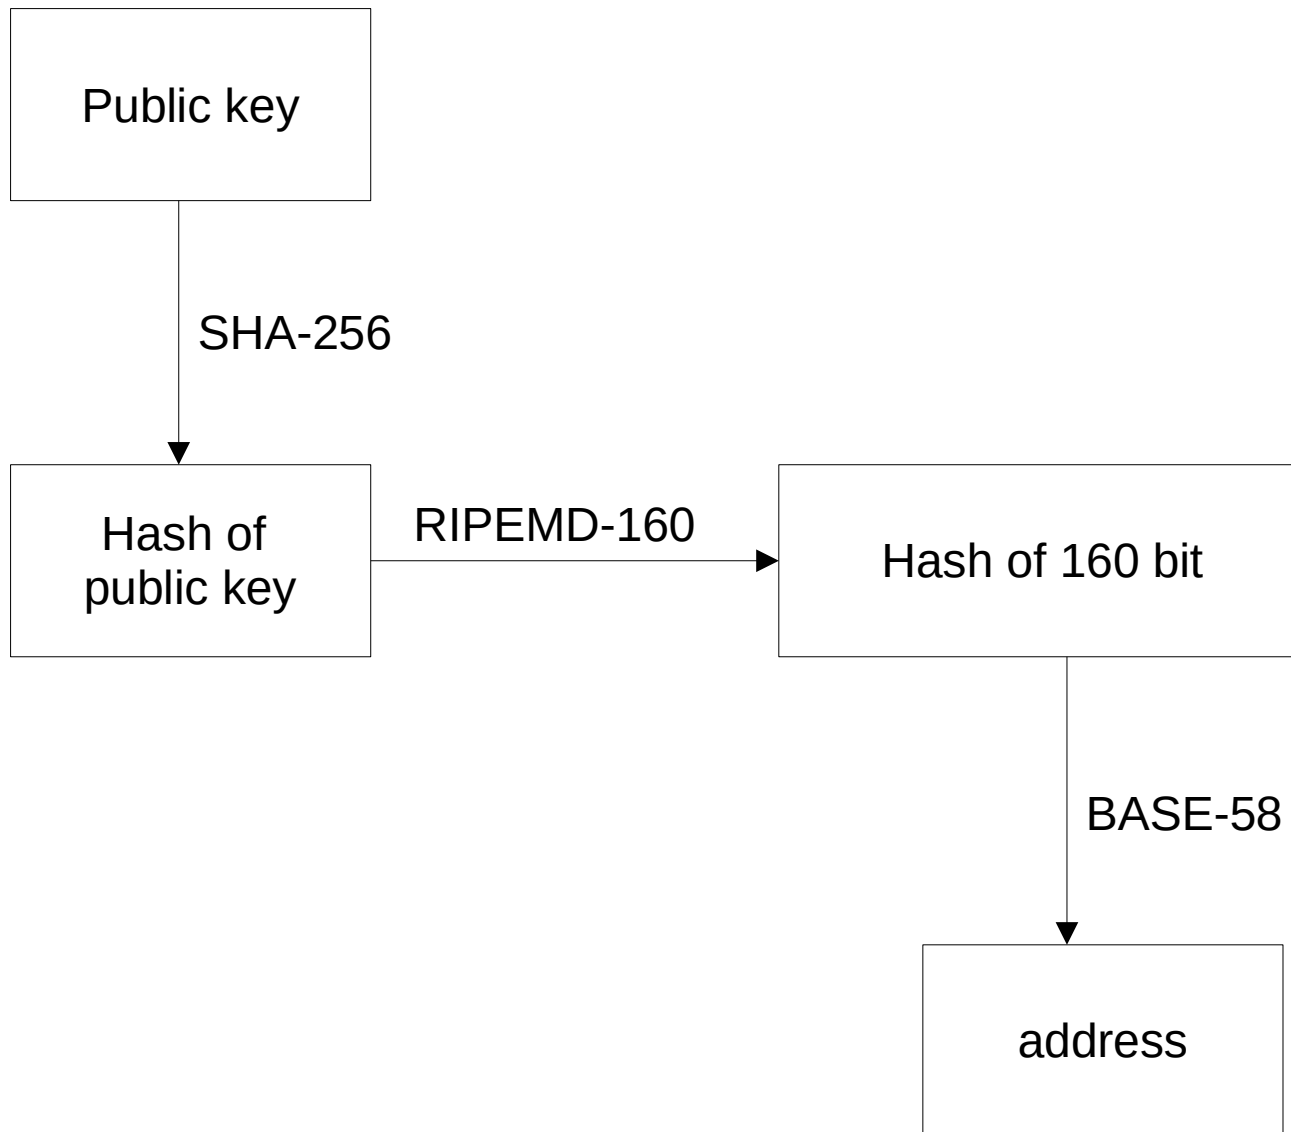 Public key
SHA-256
Hash of
public key
RIPEMD-160
Hash of 160 bit
BASE-58
address